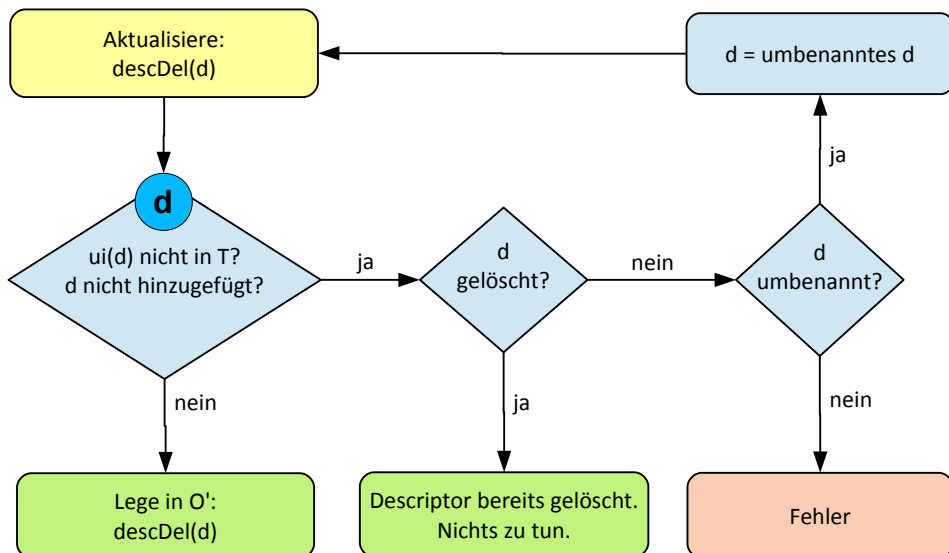 Aktualisiere:
descDel(d)
d = umbenanntes d
ja
d
ui(d) nicht in T?
d nicht hinzugefügt?
ja
d
gelöscht?
nein
d
umbenannt?
nein
ja
nein
Lege in O':
descDel(d)
Descriptor bereits gelöscht.
Nichts zu tun.
Fehler